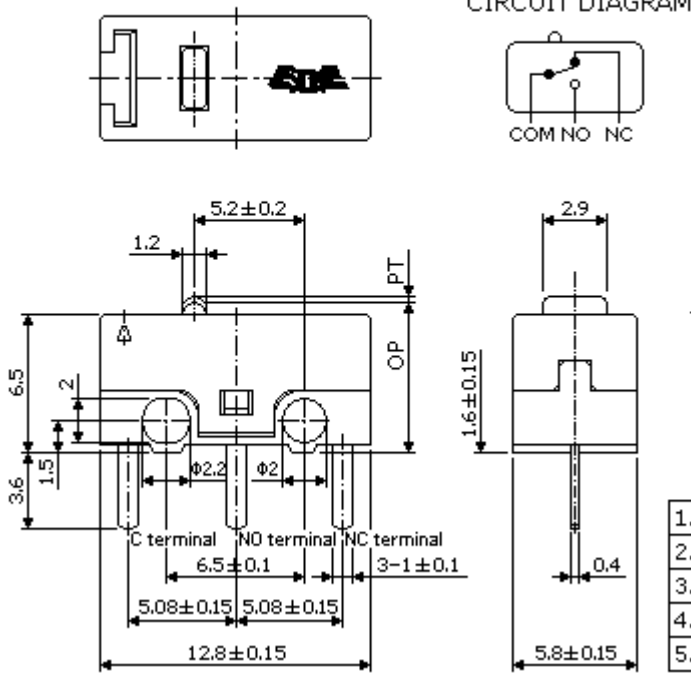 CIRCUIT DIAGRAM
COM NO NC
5.2±0.2
1.2
PT
OP
6.5
2
1.5
3.6
Φ2.2
Φ2
C terminal
NO terminal
NC terminal
6.5±0.1
3-1±0.1
5.08±0.15
5.08±0.15
12.8±0.15
2.9
1.6±0.15
0.4
5.8±0.15
1.
2.
3.
4.
5.